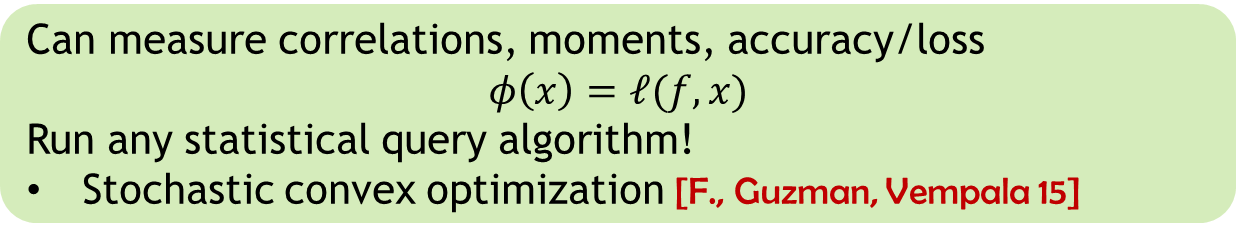 Can measure correlations, moments, accuracy/loss
𝜙(𝑥) = ℓ(𝑓, 𝑥)
Run any statistical query algorithm!
• Stochastic convex optimization [F., Guzman, Vempala 15]